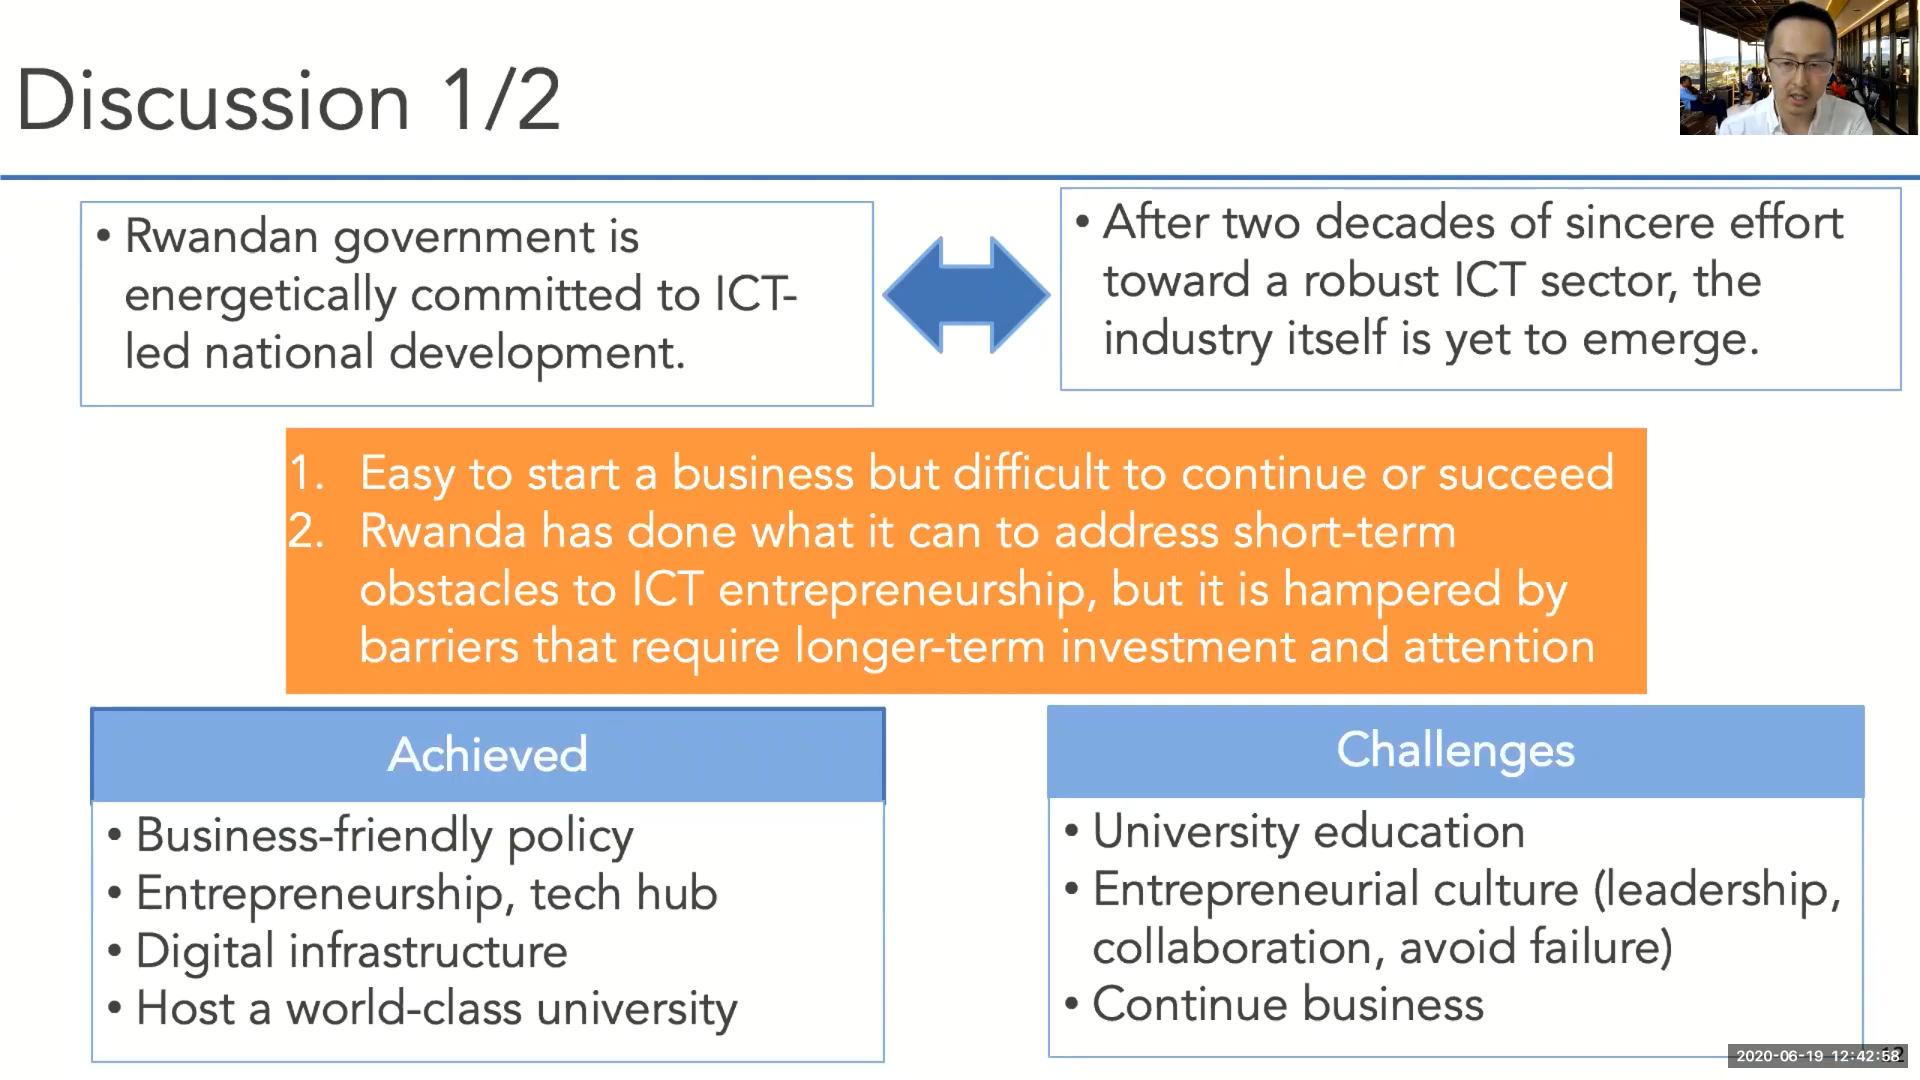 Discussion 1/2
• Rwandan government is
energetically committed to ICT-
led national development.
• After two decades of sincere effort
toward a robust ICT sector, the
industry itself is yet to emerge.
1. Easy to start a business but difficult to continue or succeed
2. Rwanda has done what it can to address short-term
obstacles to ICT entrepreneurship, but it is hampered by
barriers that require longer-term investment and attention
Achieved
• Business-friendly policy
• Entrepreneurship, tech hub
• Digital infrastructure
• Host a world-class university
Challenges
• University education
• Entrepreneurial culture (leadership,
collaboration, avoid failure)
• Continue business
2020-06-19 12:42:58